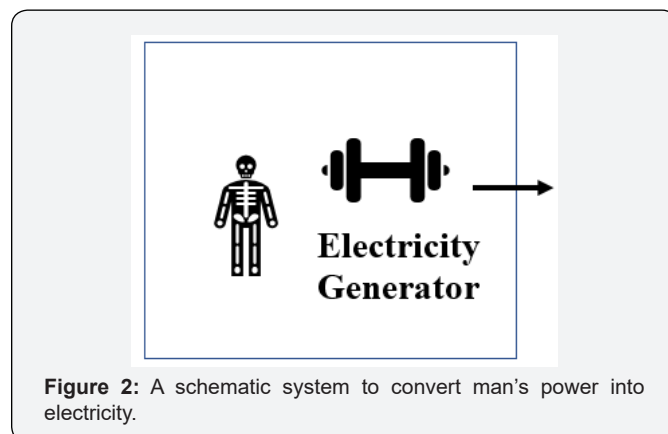 Electricity
Generator
Figure 2: A schematic system to convert man's power into
electricity.